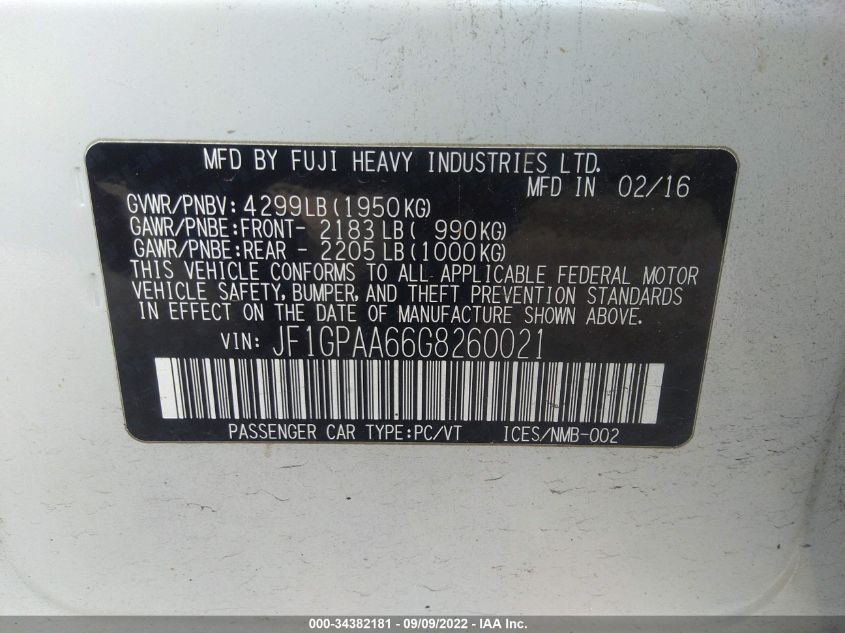 MFD BY FUJI HEAVY INDUSTRIES LTD.
MFD IN 02/16
GVWR/PNBV: 4299LB(1950KG)
GAWR/PNBE:FRONT- 2183LB( 990KG)
GAWR/PNBE:REAR - 2205LB(1000KG)
THIS VEHICLE CONFORMS TO ALL APPLICABLE FEDERAL MOTOR
VEHICLE SAFETY, BUMPER, AND THEFT PREVENTION STANDARDS
IN EFFECT ON THE DATE OF MANUFACTURE SHOWN ABOVE.
VIN: JF1GPAA66G8260021
PASSENGER CAR TYPE:PC/VT ICES/NMB-002
000-34382181 - 09/09/2022 - IAA Inc.